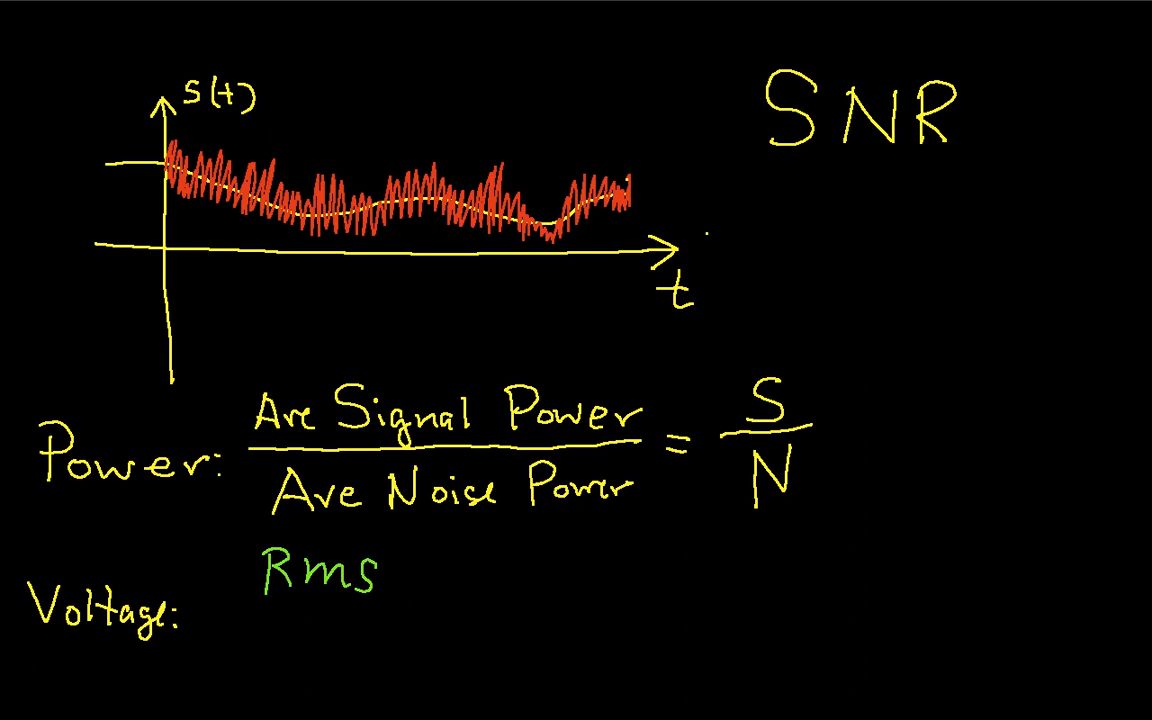 S(t)
SNR
t
Power: Ave Signal Power / Ave Noise Power = S / N
Rms
Voltage: